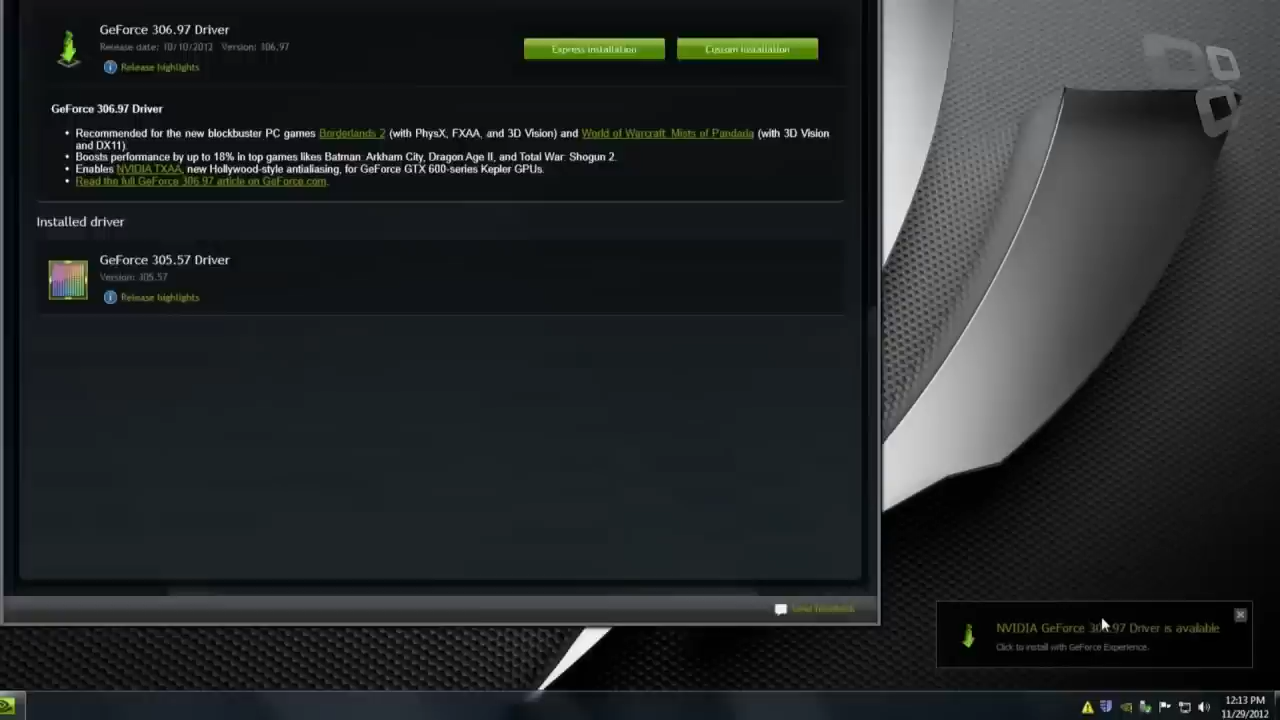 GeForce 306.97 Driver
Release date: 10/10/2012 Version: 306.97
Release highlights
Express installation
Custom installation
GeForce 306.97 Driver
• Recommended for the new blockbuster PC games Borderlands 2 (with PhysX, FXAA, and 3D Vision) and World of Warcraft: Mists of Pandaria (with 3D Vision
and DX11).
• Boosts performance by up to 18% in top games like Batman: Arkham City, Dragon Age II, and Total War: Shogun 2.
• Enables NVIDIA TXAA, new Hollywood-style antialiasing, for GeForce GTX 600-series Kepler GPUs.
• Read the full GeForce 306.97 article on GeForce.com.
Installed driver
GeForce 305.57 Driver
Version: 305.57
Release highlights
Send feedback
NVIDIA GeForce 306.97 Driver is available
Click to install with GeForce Experience.
12:13 PM
11/29/2012